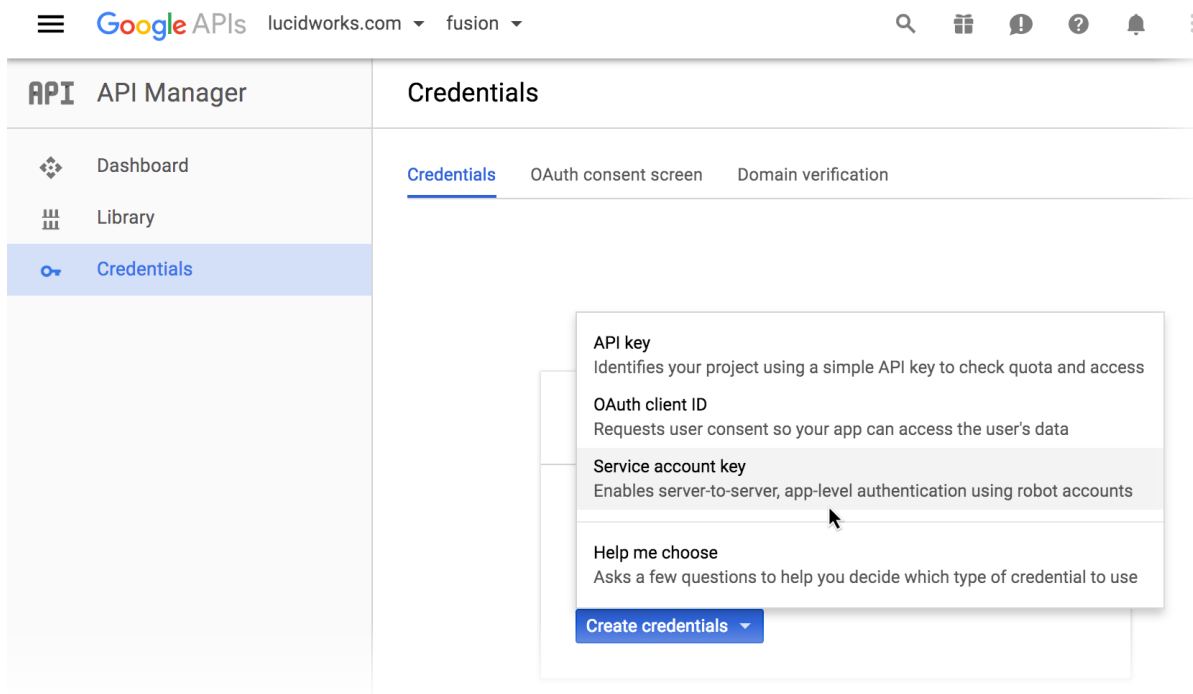 Google APIs lucidworks.com fusion
API API Manager
Credentials
Dashboard
Library
Credentials
Credentials OAuth consent screen Domain verification
API key
Identifies your project using a simple API key to check quota and access
OAuth client ID
Requests user consent so your app can access the user's data
Service account key
Enables server-to-server, app-level authentication using robot accounts
Help me choose
Asks a few questions to help you decide which type of credential to use
Create credentials